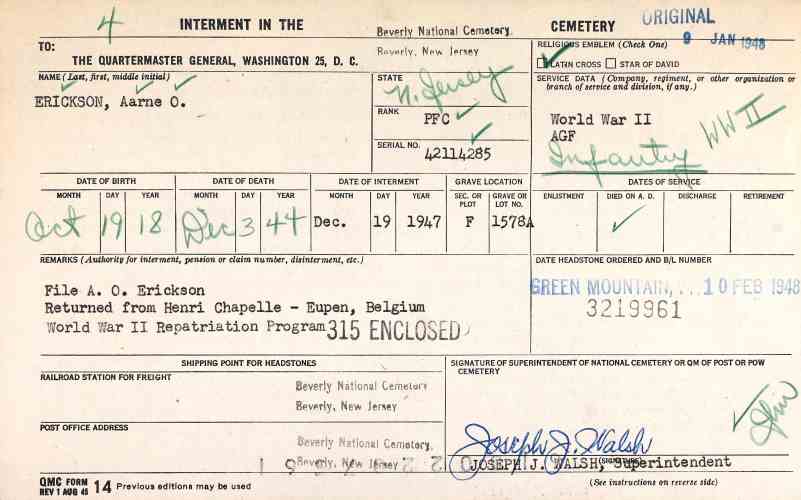 4
INTERMENT IN THE Beverly National Cemetery, CEMETERY ORIGINAL
Beverly, New Jersey
9 JAN 1948
TO:
THE QUARTERMASTER GENERAL, WASHINGTON 25, D. C.
RELIGIOUS EMBLEM (Check One)
LATIN CROSS STAR OF DAVID
NAME (Last, first, middle initial)
ERICKSON, Aarne O.
STATE
N. Jersey
RANK
PFC
SERIAL NO.
42114285
SERVICE DATA (Company, regiment, or other organization or
branch of service and division, if any.)
World War II
AGF
WW II
Infantry
DATE OF BIRTH DATE OF DEATH DATE OF INTERMENT GRAVE LOCATION DATES OF SERVICE
MONTH DAY YEAR MONTH DAY YEAR MONTH DAY YEAR SEC. OR PLOT GRAVE OR LOT NO. ENLISTMENT DIED ON A. D. DISCHARGE RETIREMENT
Oct 19 18 Dec 3 44 Dec. 19 1947 F 1578A
REMARKS (Authority for interment, pension or claim number, disinterment, etc.)
File A. O. Erickson
Returned from Henri Chapelle - Eupen, Belgium
World War II Repatriation Program 315 ENCLOSED
DATE HEADSTONE ORDERED AND B/L NUMBER
GREEN MOUNTAIN, 10 FEB 1948
3219961
SHIPPING POINT FOR HEADSTONES
RAILROAD STATION FOR FREIGHT
Beverly National Cemetery
Beverly, New Jersey
POST OFFICE ADDRESS
Beverly National Cemetery,
Beverly, New Jersey
SIGNATURE OF SUPERINTENDENT OF NATIONAL CEMETERY OR QM OF POST OR POW
CEMETERY
Joseph J. Walsh
JOSEPH J. WALSH, (SIGNATURE) Superintendent
QMC FORM
REV 1 AUG 45 14 Previous editions may be used
(See instructions on reverse side)